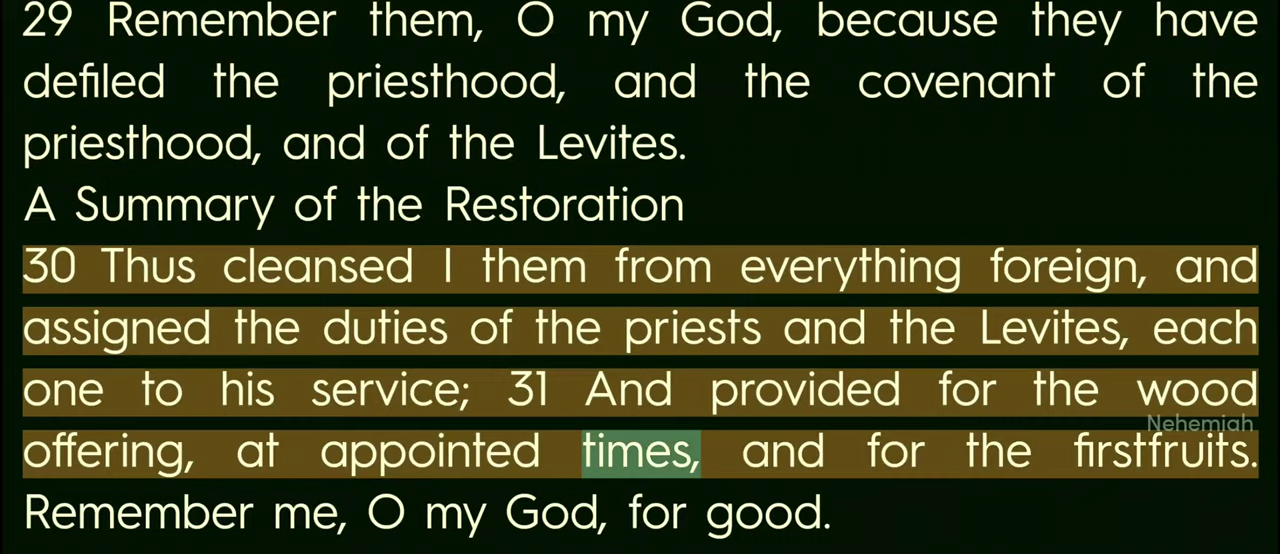 29 Remember them, O my God, because they have
defiled the priesthood, and the covenant of the
priesthood, and of the Levites.
A Summary of the Restoration
30 Thus cleansed I them from everything foreign, and
assigned the duties of the priests and the Levites, each
one to his service; 31 And provided for the wood
Nehemiah
offering, at appointed times, and for the firstfruits.
Remember me, O my God, for good.